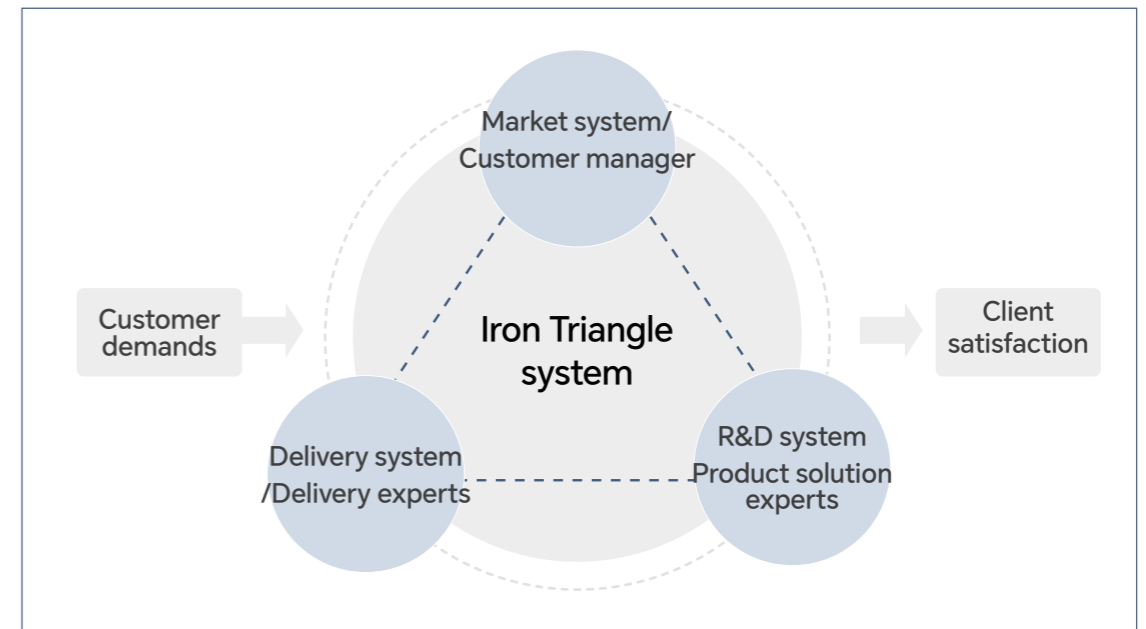 Market system/
Customer manager
Customer
demands
Iron Triangle
system
Client
satisfaction
Delivery system
/Delivery experts
R&D system
Product solution
experts